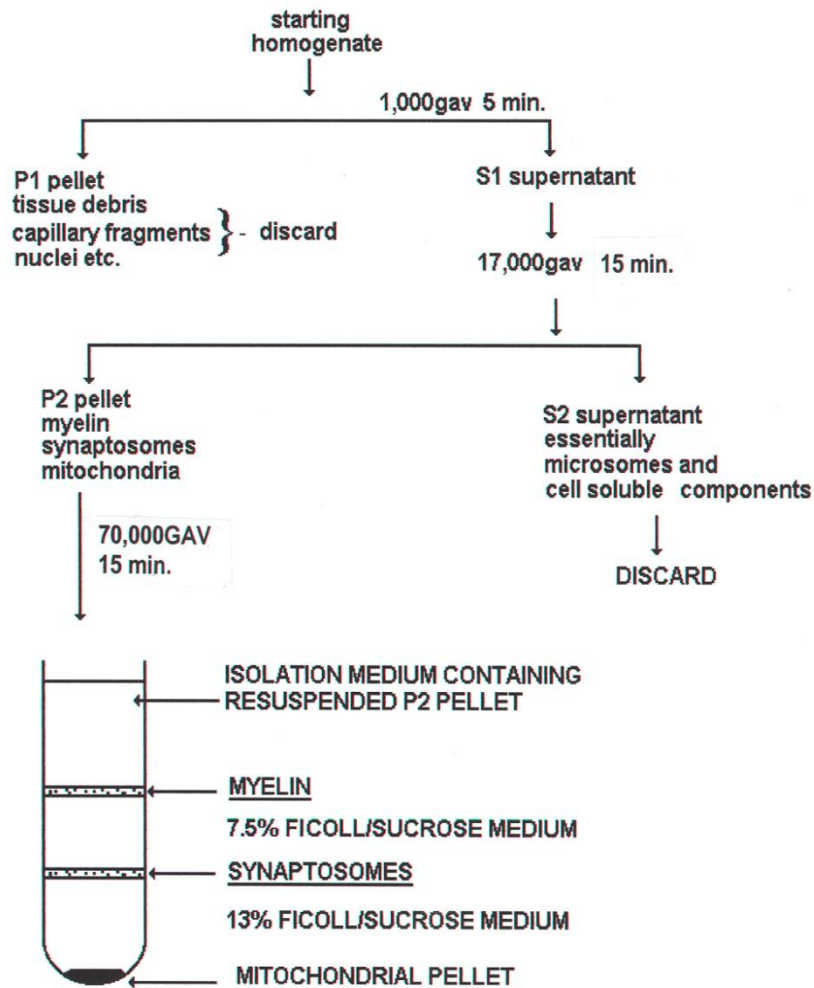 starting
homogenate
1,000gav 5 min.
P1 pellet
tissue debris
capillary fragments } - discard
nuclei etc.
S1 supernatant
17,000gav 15 min.
P2 pellet
myelin
synaptosomes
mitochondria
S2 supernatant
essentially
microsomes and
cell soluble components
70,000GAV
15 min.
DISCARD
ISOLATION MEDIUM CONTAINING
RESUSPENDED P2 PELLET
MYELIN
7.5% FICOLL/SUCROSE MEDIUM
SYNAPTOSOMES
13% FICOLL/SUCROSE MEDIUM
MITOCHONDRIAL PELLET